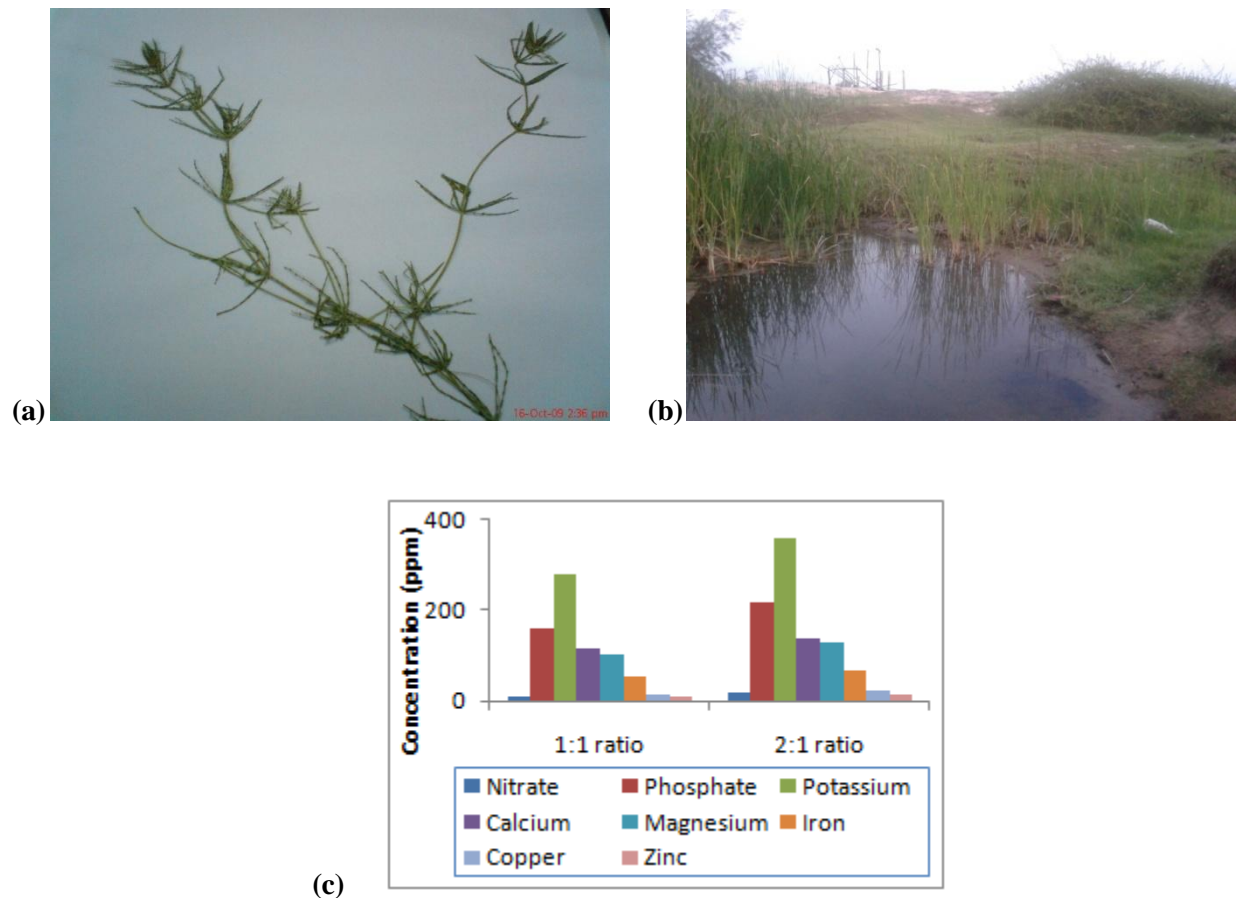 16-Oct-09 2:36 pm
(a)
(b)
Concentration (ppm)
400
200
0
1:1 ratio
2:1 ratio
Nitrate
Phosphate
Potassium
Calcium
Magnesium
Iron
Copper
Zinc
(c)